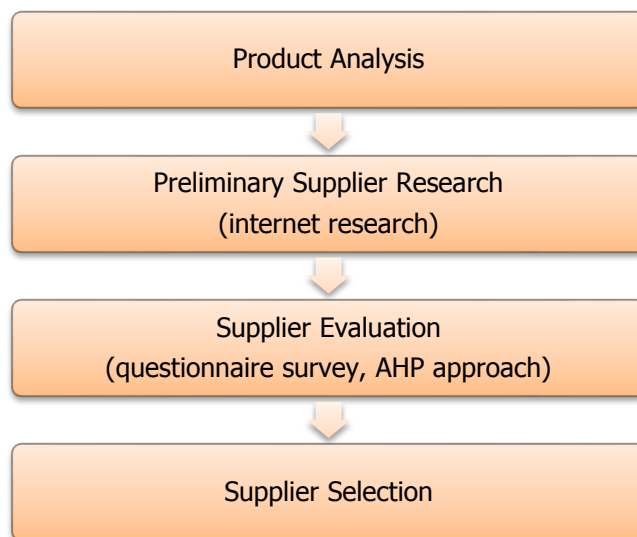 Product Analysis
Preliminary Supplier Research
(internet research)
Supplier Evaluation
(questionnaire survey, AHP approach)
Supplier Selection